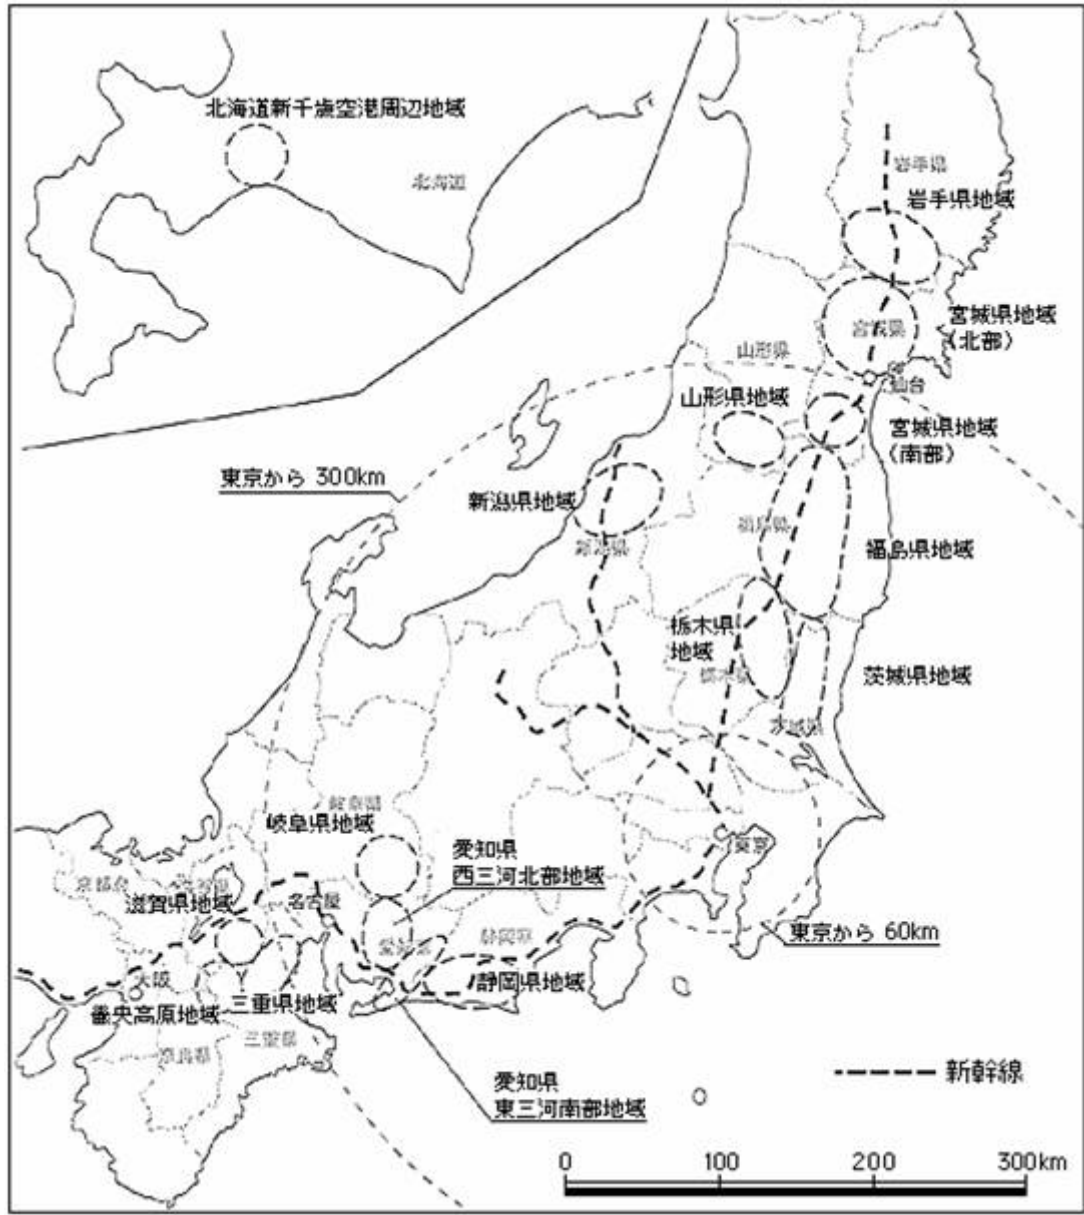 北海道新千歳空港周辺地域
北海道
岩手県
岩手県地域
宮城県地域
（北部）
宮城県
山形県
仙台
山形県地域
宮城県地域
（南部）
東京から 300km
新潟県地域
新潟県
福島県
福島県地域
栃木県
地域
栃木県
茨城県地域
茨城県
岐阜県
岐阜県地域
愛知県
西三河北部地域
東京
京都府
滋賀県
滋賀県地域
名古屋
愛知県
静岡県
東京から 60km
大阪
静岡県地域
三重県地域
畿央高原地域
三重県
奈良県
新幹線
愛知県
東三河南部地域
0 100 200 300km